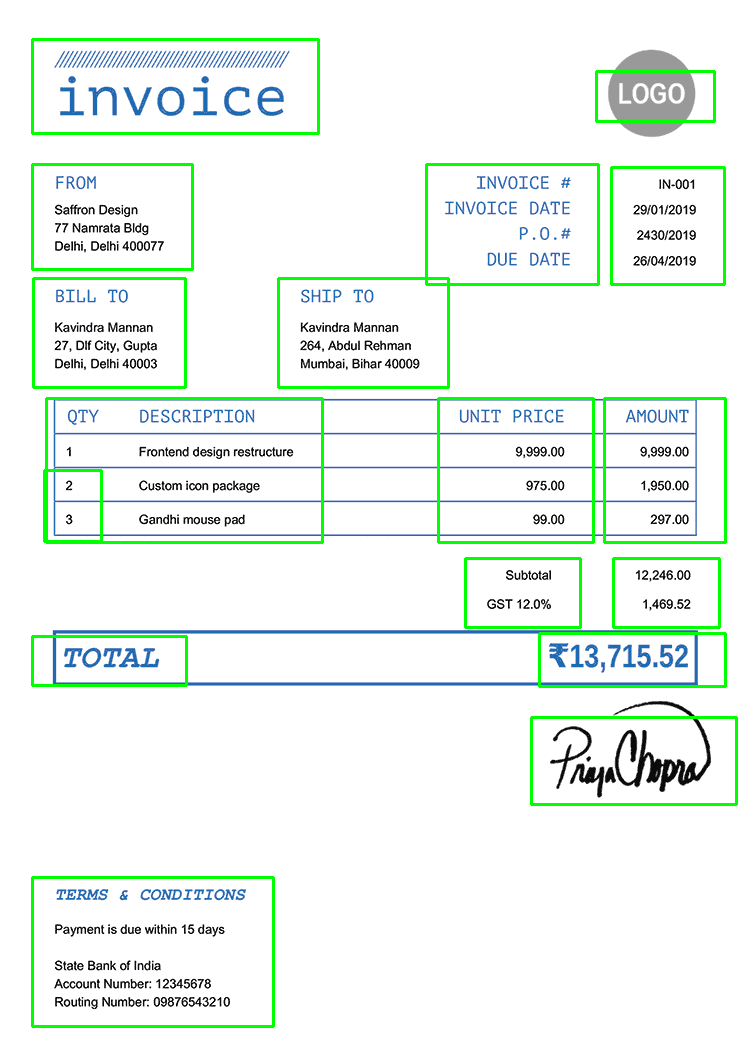 invoice
LOGO
FROM
Saffron Design
77 Namrata Bldg
Delhi, Delhi 400077
INVOICE # IN-001
INVOICE DATE 29/01/2019
P.O.# 2430/2019
DUE DATE 26/04/2019
BILL TO
Kavindra Mannan
27, Dlf City, Gupta
Delhi, Delhi 40003
SHIP TO
Kavindra Mannan
264, Abdul Rehman
Mumbai, Bihar 40009
QTY DESCRIPTION UNIT PRICE AMOUNT
1 Frontend design restructure 9,999.00 9,999.00
2 Custom icon package 975.00 1,950.00
3 Gandhi mouse pad 99.00 297.00
Subtotal 12,246.00
GST 12.0% 1,469.52
TOTAL ₹13,715.52
Priya Chopra
TERMS & CONDITIONS
Payment is due within 15 days
State Bank of India
Account Number: 12345678
Routing Number: 09876543210